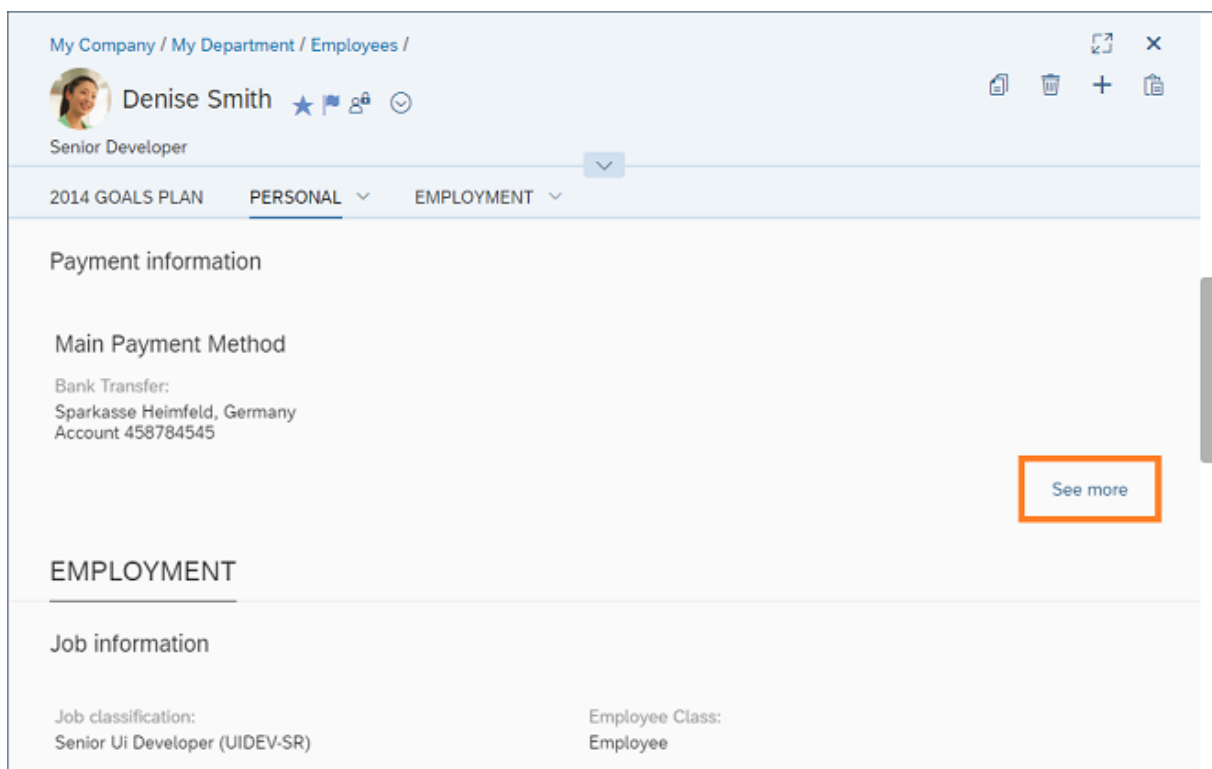 My Company / My Department / Employees /
Denise Smith
Senior Developer
2014 GOALS PLAN PERSONAL EMPLOYMENT
Payment information
Main Payment Method
Bank Transfer:
Sparkasse Heimfeld, Germany
Account 458784545
See more
EMPLOYMENT
Job information
Job classification: Employee Class:
Senior Ui Developer (UIDEV-SR) Employee